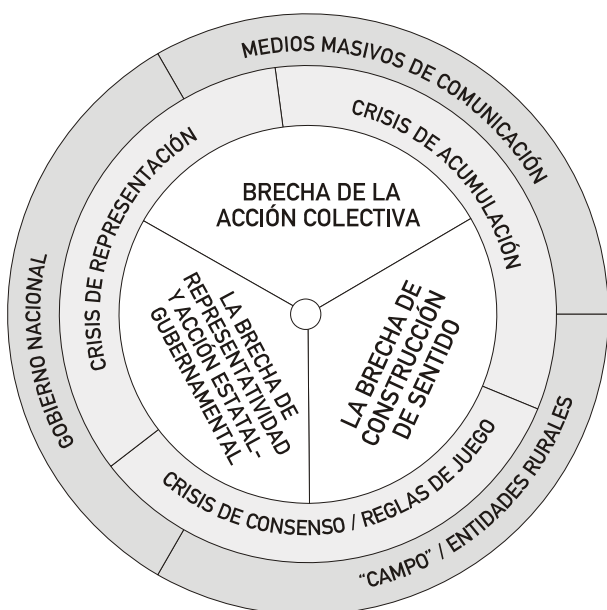 MEDIOS MASIVOS DE COMUNICACIÓN
CRISIS DE ACUMULACIÓN
CRISIS DE REPRESENTACIÓN
GOBIERNO NACIONAL
BRECHA DE LA
ACCIÓN COLECTIVA
LA BRECHA DE
REPRESENTATIVIDAD
Y ACCIÓN ESTATAL-
GUBERNAMENTAL
LA BRECHA DE
CONSTRUCCIÓN
DE SENTIDO
CRISIS DE CONSENSO / REGLAS DE JUEGO
"CAMPO" / ENTIDADES RURALES